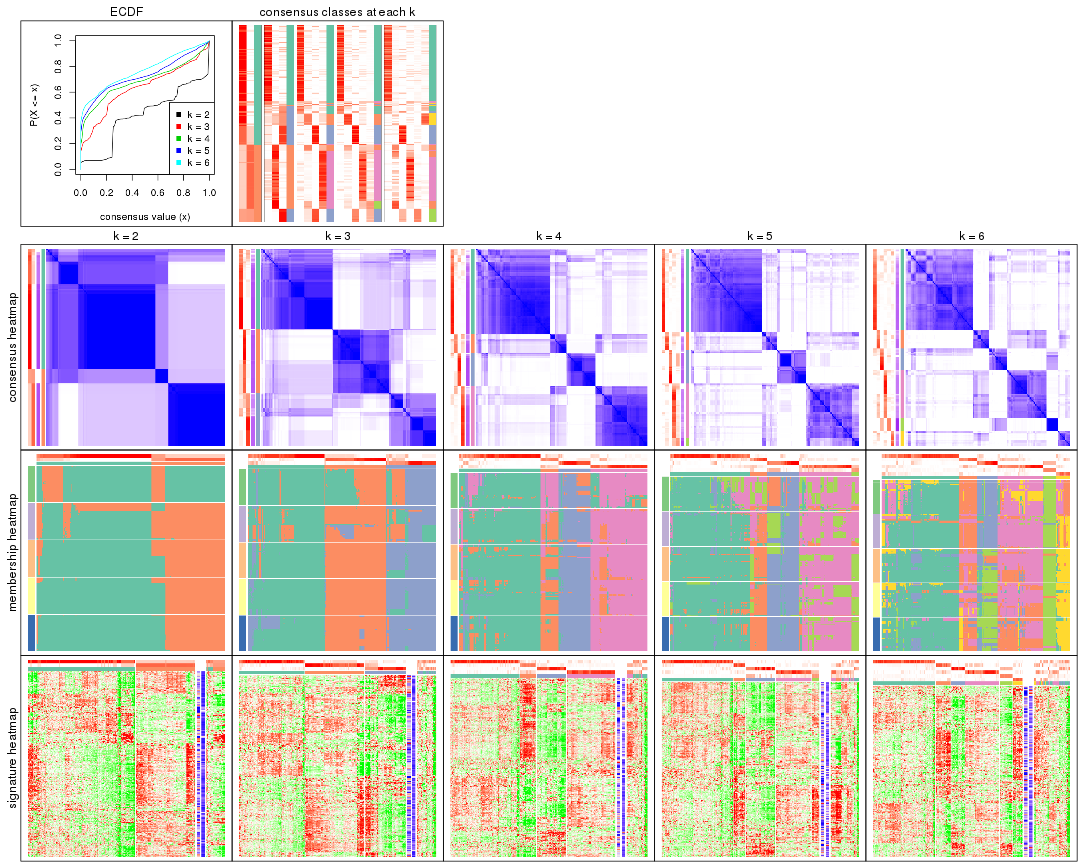 ECDF
consensus classes at each k
P(X <= x)
0.0 0.2 0.4 0.6 0.8 1.0
k = 2
k = 3
k = 4
k = 5
k = 6
0.0 0.2 0.4 0.6 0.8 1.0
consensus value (x)
k = 2 k = 3 k = 4 k = 5 k = 6
consensus heatmap
membership heatmap
signature heatmap